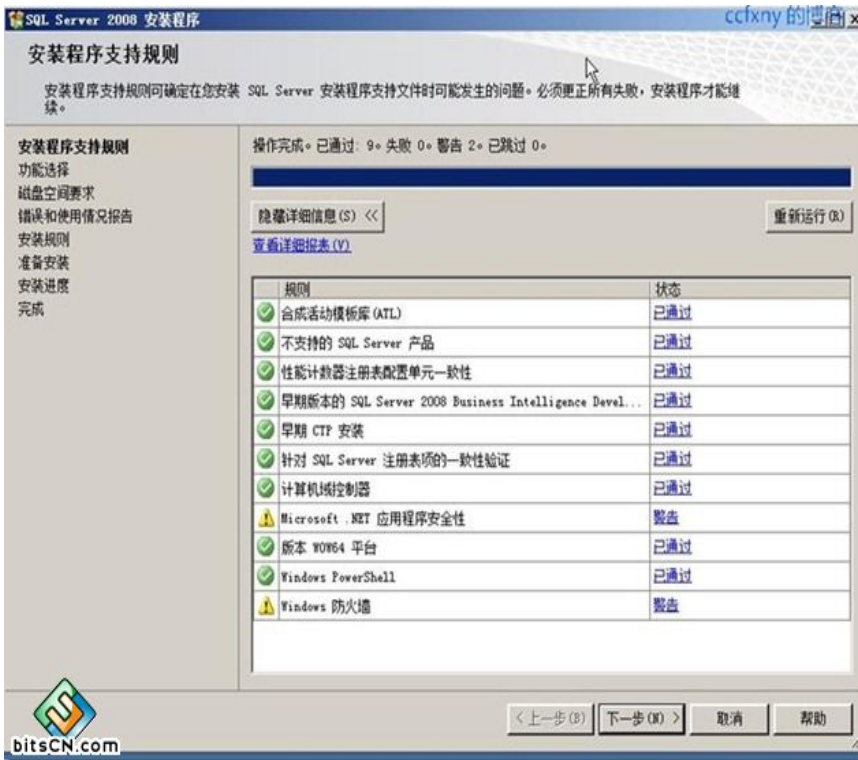 SQL Server 2008 安装程序
ccfxny 的博客
安装程序支持规则
安装程序支持规则可确定在您安装 SQL Server 安装程序支持文件时可能发生的问题。必须更正所有失败，安装程序才能继
续。
安装程序支持规则
功能选择
磁盘空间要求
错误和使用情况报告
安装规则
准备安装
安装进度
完成
操作完成。已通过: 9。失败 0。警告 2。已跳过 0。
隐藏详细信息(S) <<
重新运行(R)
查看详细报表(V)
规则 状态
合成活动模板库(ATL) 已通过
不支持的 SQL Server 产品 已通过
性能计数器注册表配置单元一致性 已通过
早期版本的 SQL Server 2008 Business Intelligence Devel... 已通过
早期 CTP 安装 已通过
针对 SQL Server 注册表项的一致性验证 已通过
计算机域控制器 已通过
Microsoft .NET 应用程序安全性 警告
版本 WOW64 平台 已通过
Windows PowerShell 已通过
Windows 防火墙 警告
<上一步(B) 下一步(N) > 取消 帮助
bitsCN.com